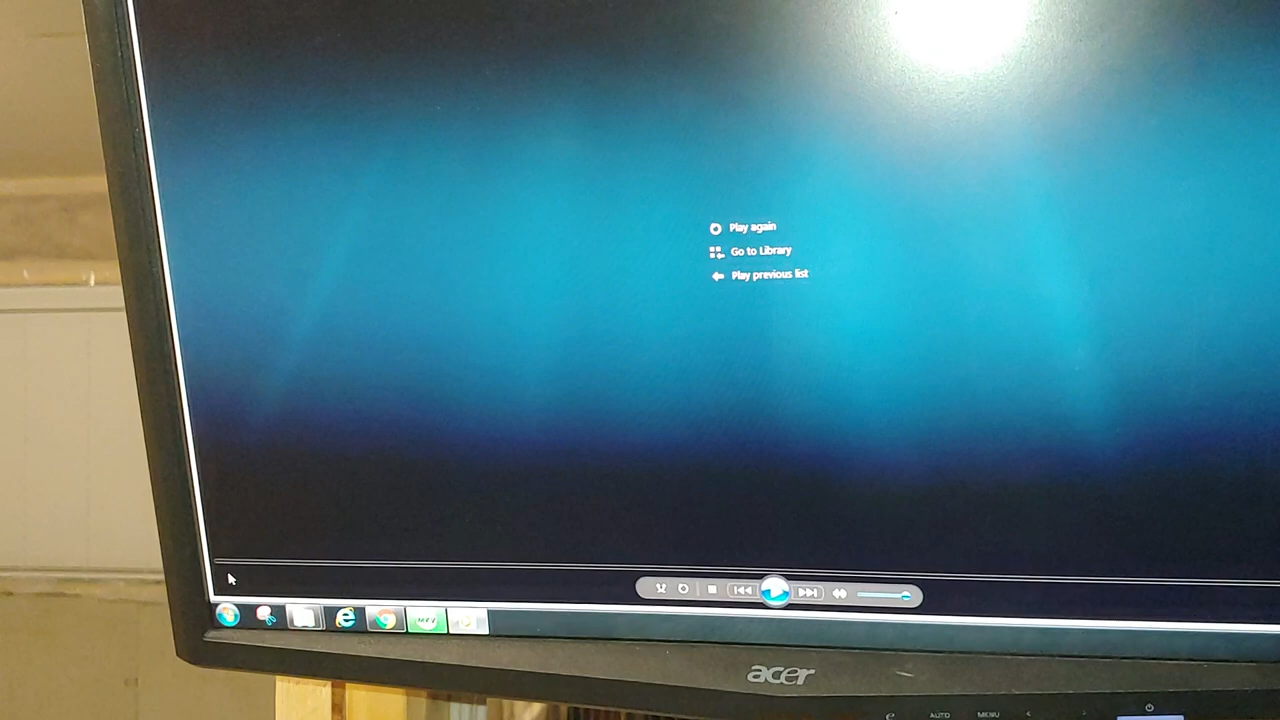 Play again
Go to Library
Play previous list
acer
e
AUTO
MENU
<
>